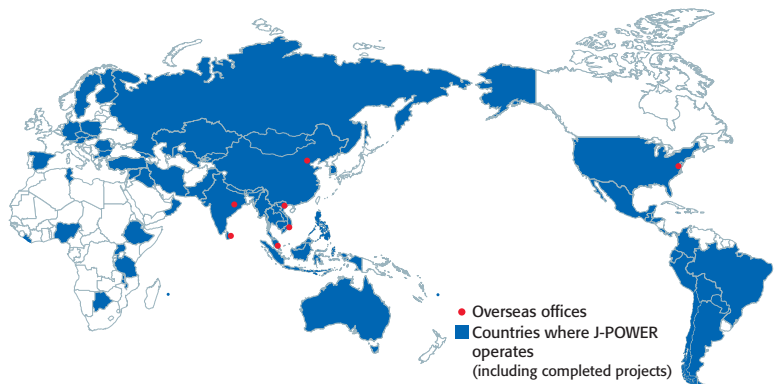 Overseas offices
Countries where J-POWER
operates
(including completed projects)